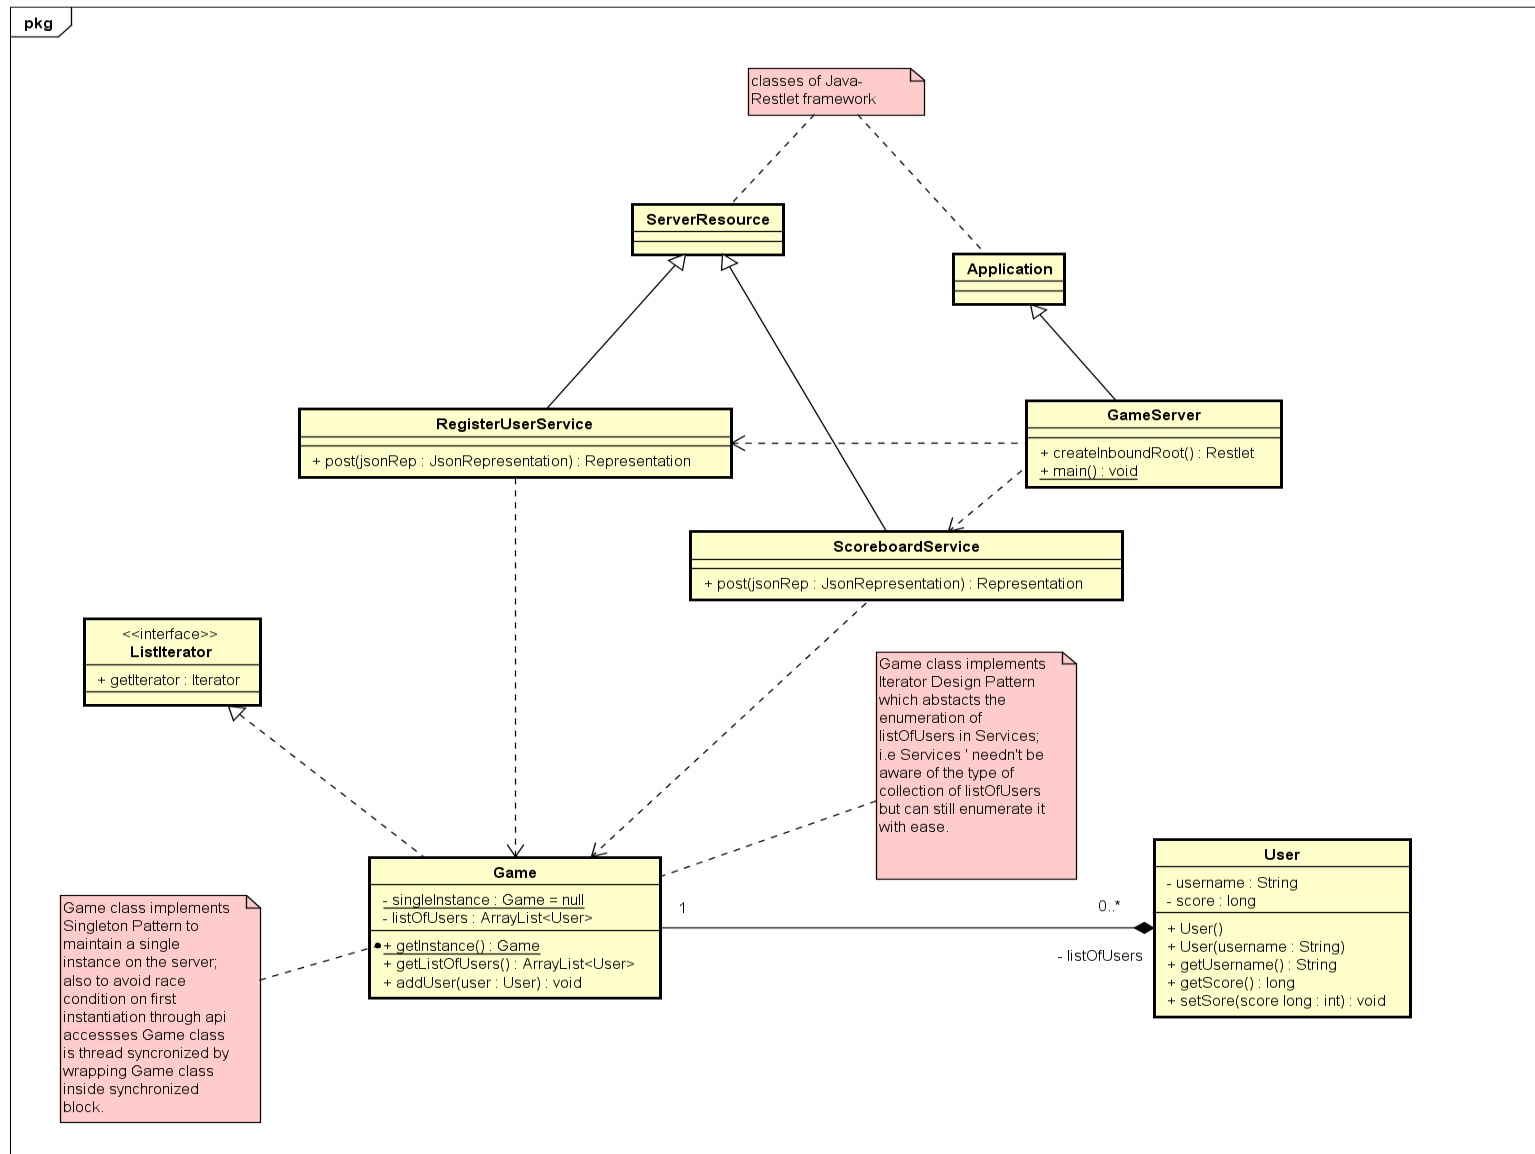 pkg
classes of Java-
Restlet framework
ServerResource
Application
RegisterUserService
+ post(jsonRep : JsonRepresentation) : Representation
GameServer
+ createInboundRoot() : Restlet
+ main() : void
ScoreboardService
+ post(jsonRep : JsonRepresentation) : Representation
<<interface>>
ListIterator
+ getIterator : Iterator
Game class implements
Iterator Design Pattern
which abstacts the
enumeration of
listOfUsers in Services;
i.e Services ' needn't be
aware of the type of
collection of listOfUsers
but can still enumerate it
with ease.
Game
- singleInstance : Game = null
- listOfUsers : ArrayList<User>
+ getInstance() : Game
+ getListOfUsers() : ArrayList<User>
+ addUser(user : User) : void
1
0..*
- listOfUsers
User
- username : String
- score : long
+ User()
+ User(username : String)
+ getUsername() : String
+ getScore() : long
+ setSore(score long : int) : void
Game class implements
Singleton Pattern to
maintain a single
instance on the server;
also to avoid race
condition on first
instantiation through api
accessses Game class
is thread syncronized by
wrapping Game class
inside synchronized
block.